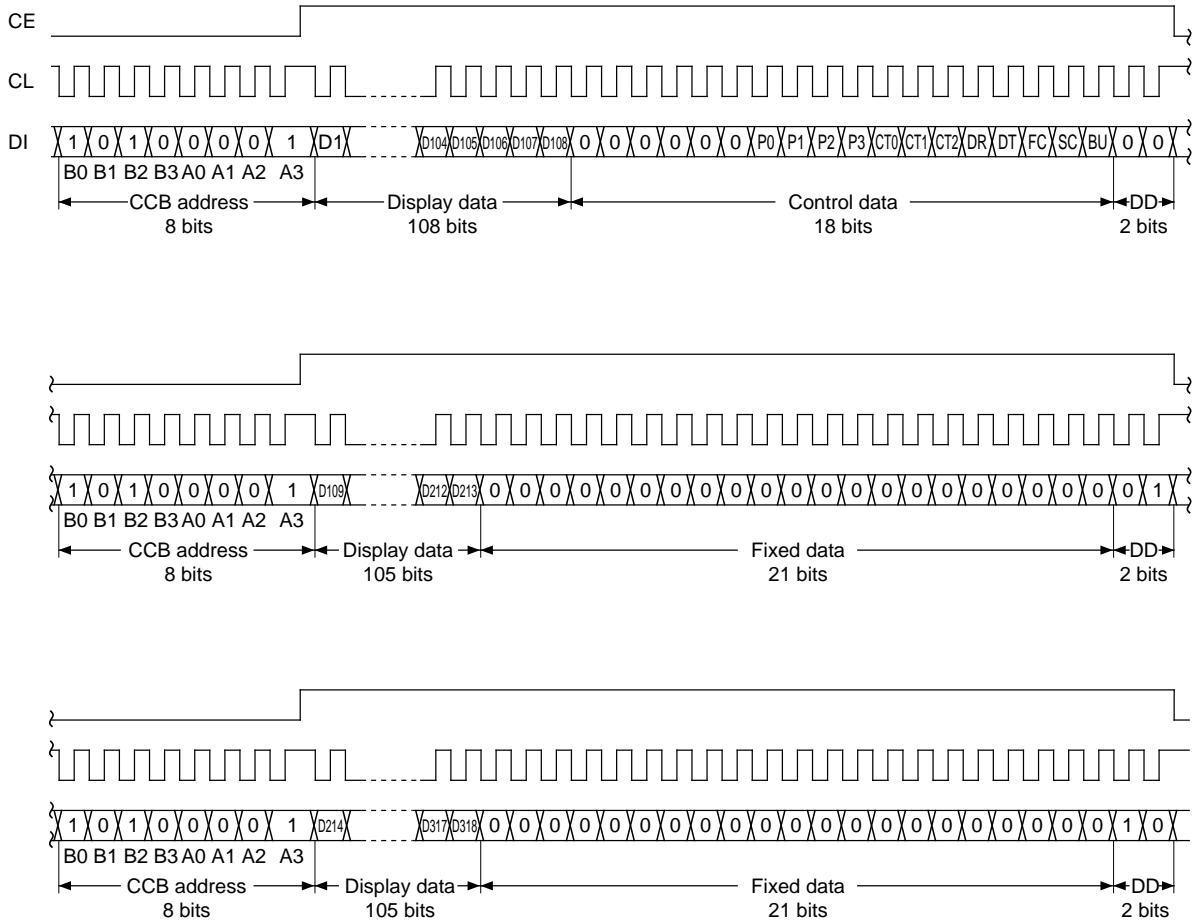 CE
CL
DI 1 0 1 0 0 0 0 1 D1 D104 D105 D106 D107 D108 0 0 0 0 0 0 P0 P1 P2 P3 CT0 CT1 CT2 DR DT FC SC BU 0 0
B0 B1 B2 B3 A0 A1 A2 A3
CCB address Display data Control data DD
8 bits 108 bits 18 bits 2 bits
1 0 1 0 0 0 0 1 D109 D212 D213 0 0 0 0 0 0 0 0 0 0 0 0 0 0 0 0 0 0 0 0 0 0 1
B0 B1 B2 B3 A0 A1 A2 A3
CCB address Display data Fixed data DD
8 bits 105 bits 21 bits 2 bits
1 0 1 0 0 0 0 1 D214 D317 D318 0 0 0 0 0 0 0 0 0 0 0 0 0 0 0 0 0 0 0 0 0 1 0
B0 B1 B2 B3 A0 A1 A2 A3
CCB address Display data Fixed data DD
8 bits 105 bits 21 bits 2 bits